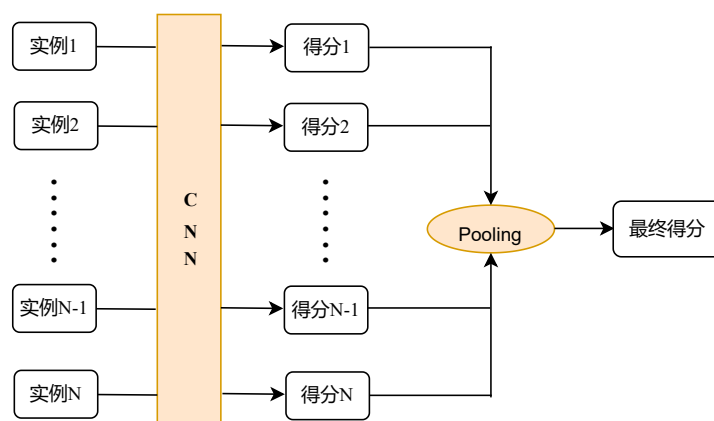 实例1
得分1
实例2
得分2
C
N
N
Pooling
最终得分
实例N-1
得分N-1
实例N
得分N